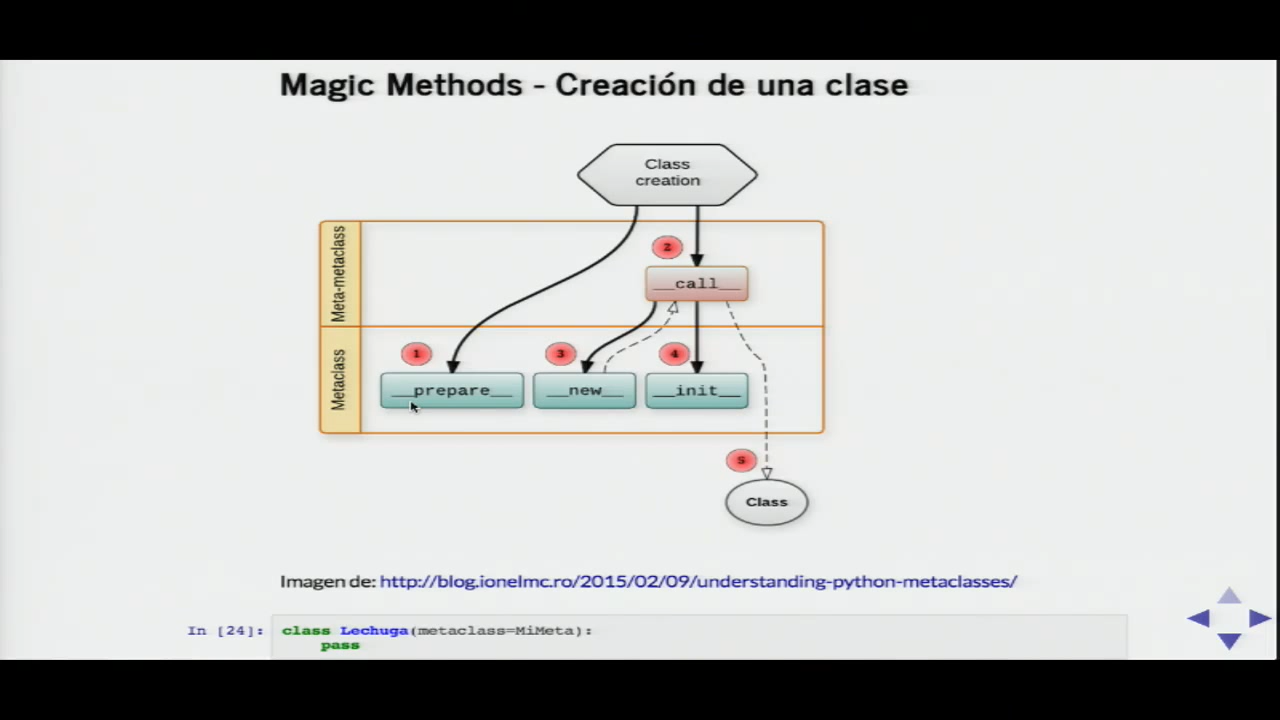 Magic Methods - Creación de una clase
Class
creation
Meta-metaclass
2
__call__
Metaclass
1
3
4
__prepare__
__new__
__init__
5
Class
Imagen de: http://blog.ionelmc.ro/2015/02/09/understanding-python-metaclasses/
In [24]: class Lechuga(metaclass=MiMeta):
pass